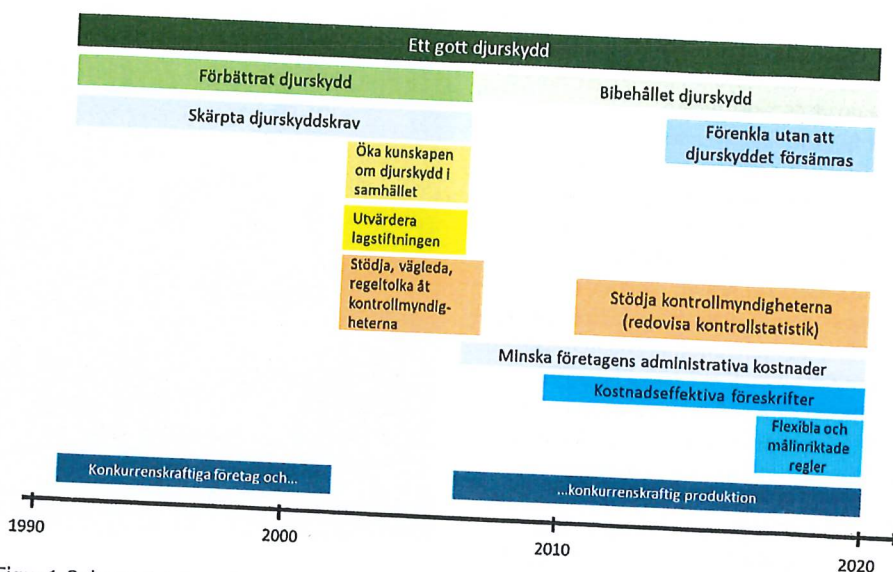 Ett gott djurskydd
Förbättrat djurskydd
Bibehållet djurskydd
Skärpta djurskyddskrav
Förenkla utan att
djurskyddet försämras
Öka kunskapen
om djurskydd i
samhället
Utvärdera
lagstiftningen
Stödja, vägleda,
regeltolka åt
kontrollmyndig-
heterna
Stödja kontrollmyndigheterna
(redovisa kontrollstatistik)
Minska företagens administrativa kostnader
Kostnadseffektiva föreskrifter
Flexibla och
målinriktade
regler
Konkurrenskraftiga företag och...
...konkurrenskraftig produktion
1990
2000
2010
2020